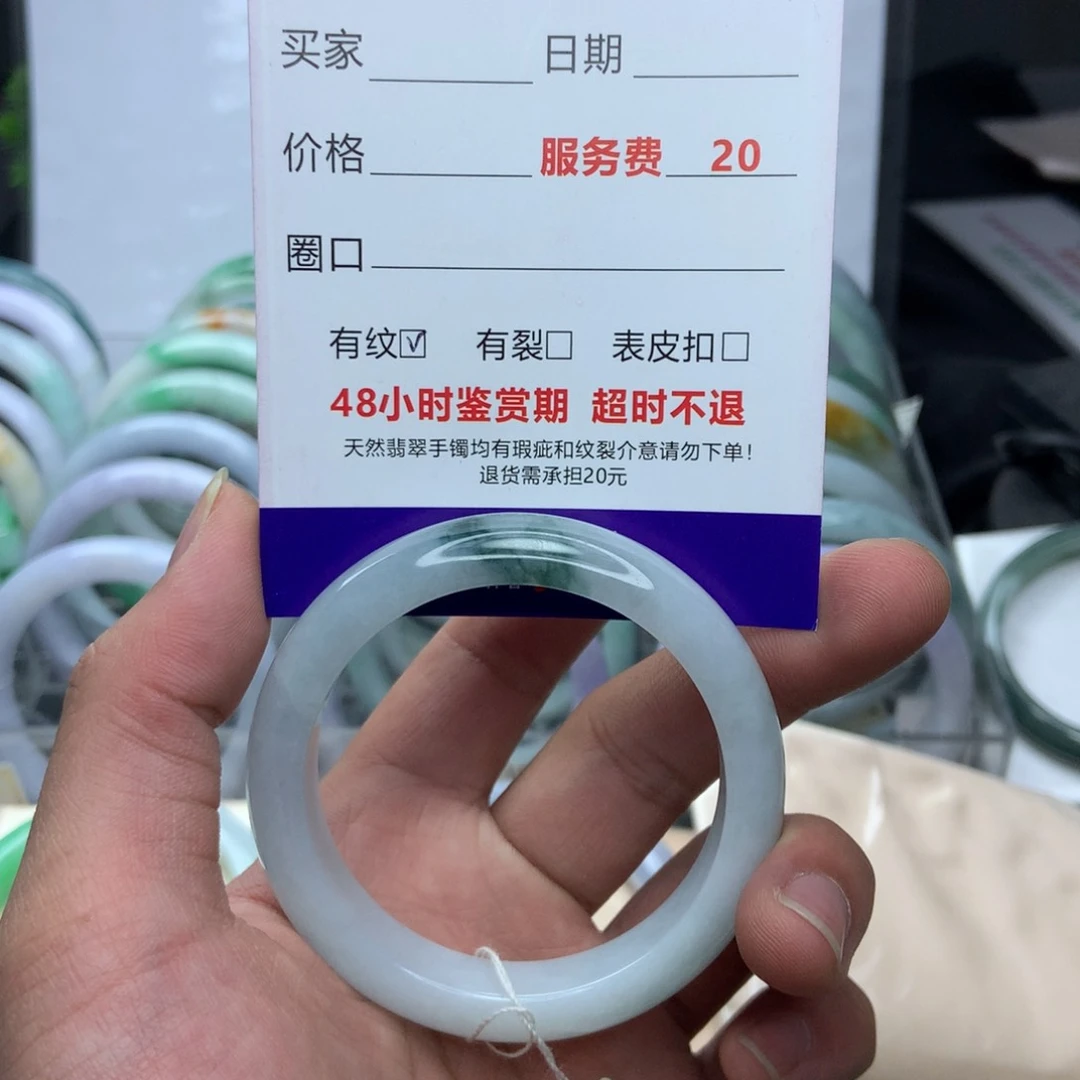 买家 日期
价格 服务费 20
圈口
有纹☑ 有裂☐ 表皮扣☐
48小时鉴赏期 超时不退
天然翡翠手镯均有瑕疵和纹裂介意请勿下单！
退货需承担20元